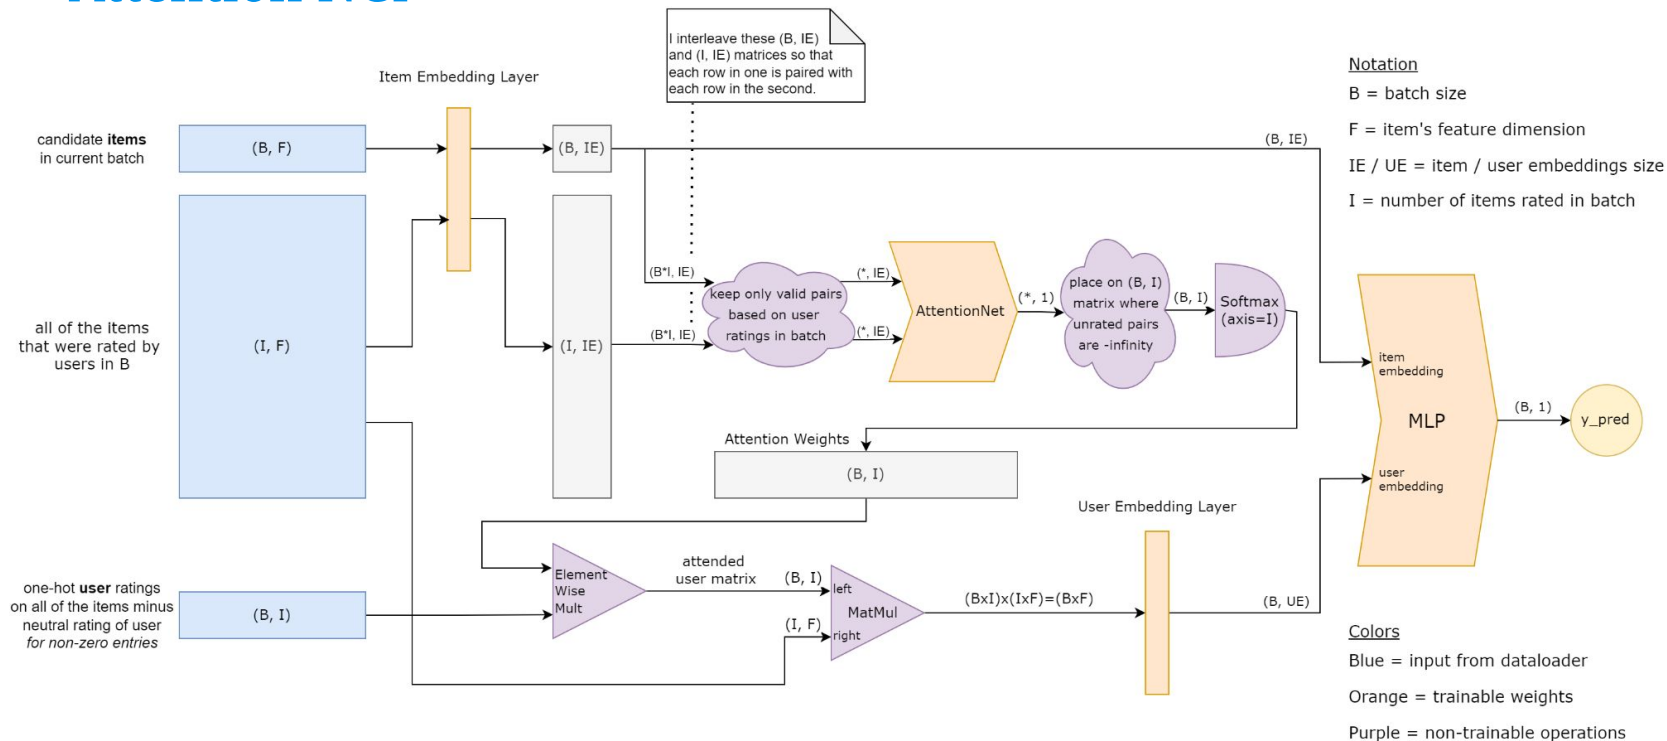 Attention NCF
I interleave these (B, IE)
and (I, IE) matrices so that
each row in one is paired with
each row in the second.
Item Embedding Layer
candidate items
in current batch
(B, F)
(B, IE)
(B, IE)
all of the items
that were rated by
users in B
(I, F)
(I, IE)
(B*I, IE)
(B*I, IE)
keep only valid pairs
based on user
ratings in batch
(*, IE)
(*, IE)
AttentionNet
(*, 1)
place on (B, I)
matrix where
unrated pairs
are -infinity
(B, I)
Softmax
(axis=I)
Attention Weights
(B, I)
one-hot user ratings
on all of the items minus
neutral rating of user
for non-zero entries
(B, I)
Element
Wise
Mult
attended
user matrix
(B, I)
(I, F)
left
MatMul
right
(BxI)x(IxF)=(BxF)
User Embedding Layer
(B, UE)
item
embedding
MLP
user
embedding
(B, 1)
y_pred
Notation
B = batch size
F = item's feature dimension
IE / UE = item / user embeddings size
I = number of items rated in batch
Colors
Blue = input from dataloader
Orange = trainable weights
Purple = non-trainable operations